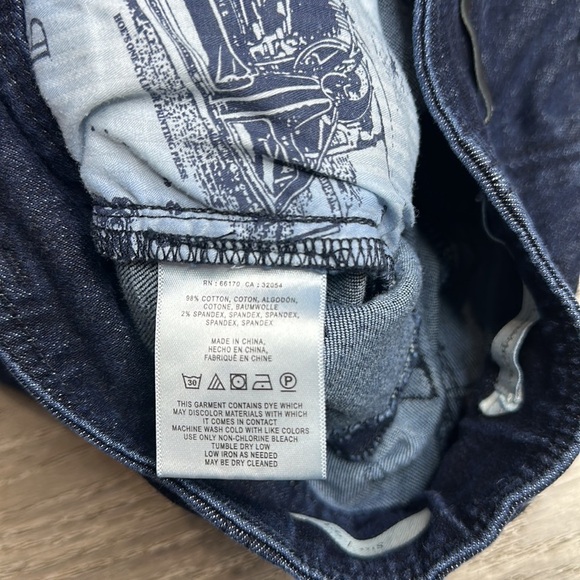 RN : 66170 CA : 32054
98% COTTON, COTON, ALGODÓN,
COTONE, BAUMWOLLE
2% SPANDEX, SPANDEX, SPANDEX,
SPANDEX, SPANDEX
MADE IN CHINA,
HECHO EN CHINA,
FABRIQUÉ EN CHINE
30 P
THIS GARMENT CONTAINS DYE WHICH
MAY DISCOLOR MATERIALS WITH WHICH
IT COMES IN CONTACT
MACHINE WASH COLD WITH LIKE COLORS
USE ONLY NON-CHLORINE BLEACH
TUMBLE DRY LOW
LOW IRON AS NEEDED
MAY BE DRY CLEANED
PRINTING PRESS